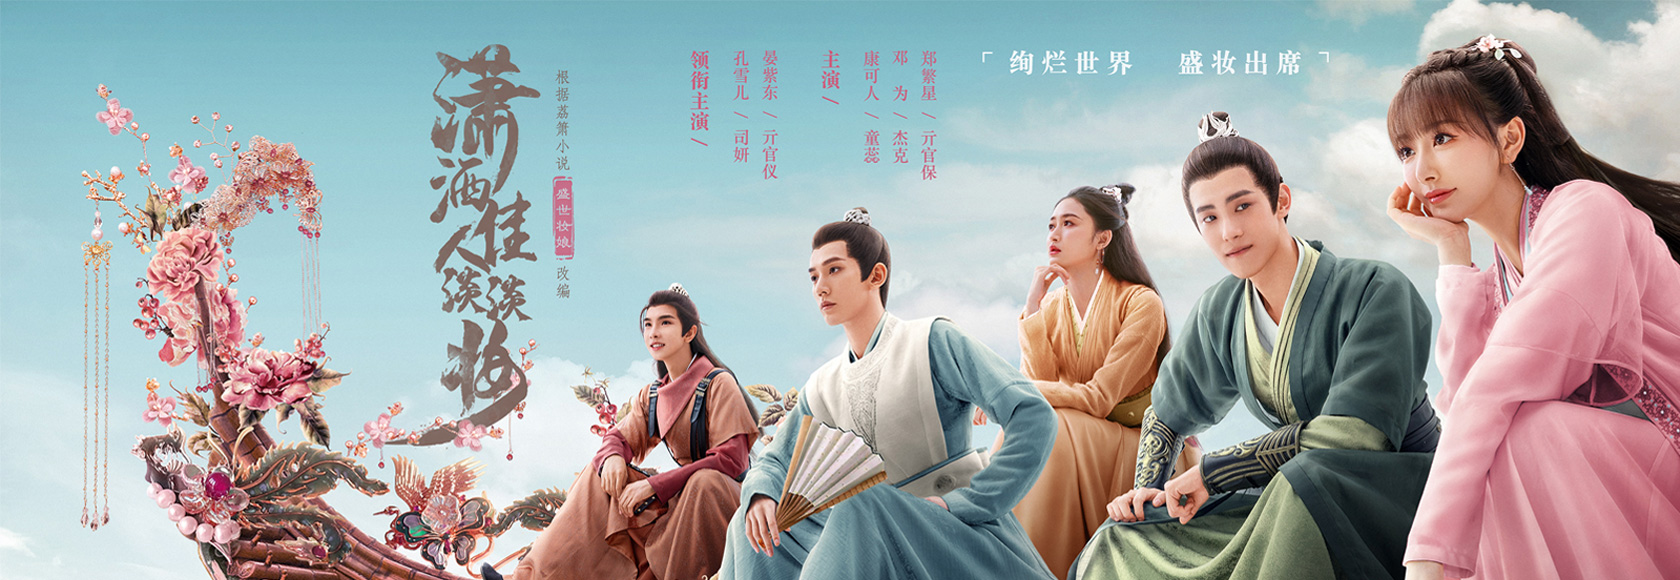 潇洒佳人淡淡妆
根据荔箫小说
盛世妆娘
改编
领衔主演/
晏紫东 / 亓官仪
孔雪儿 / 司妍
主演/
郑繁星 / 亓官保
邓 为 / 杰克
康可人 / 童蕊
「绚烂世界 盛妆出席」